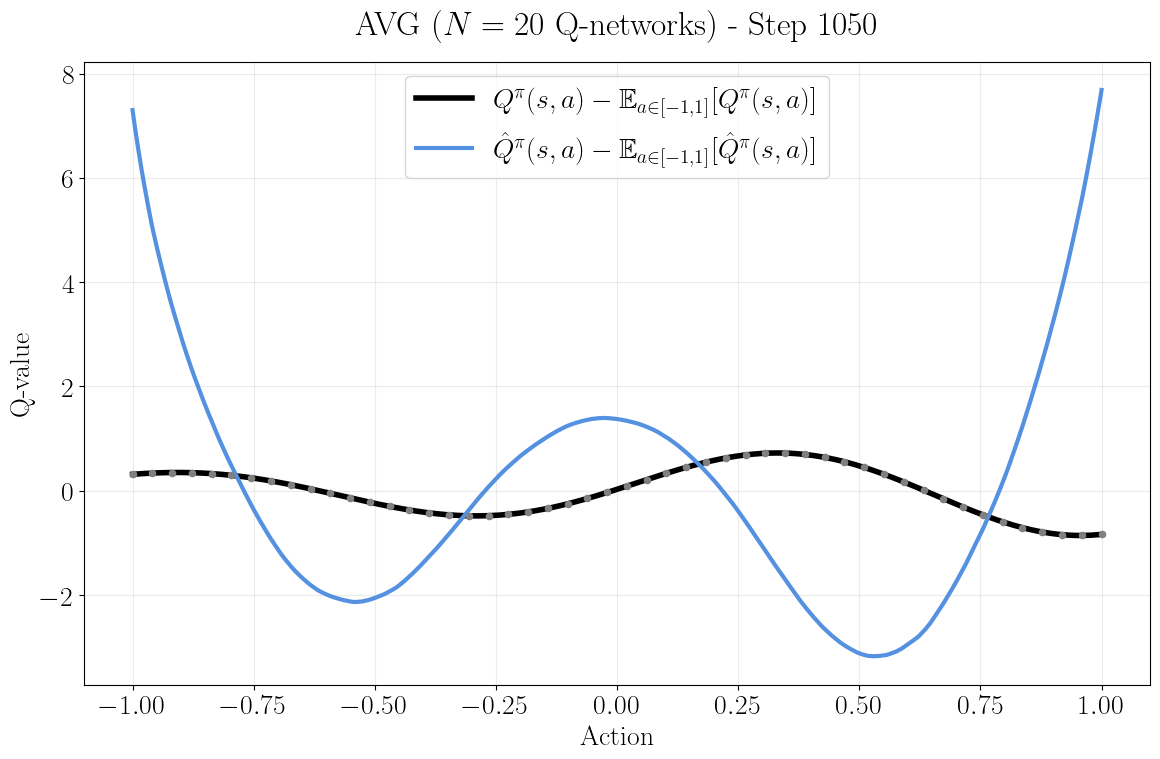 AVG (N = 20 Q-networks) - Step 1050
Q^π(s, a) − 𝔼_{a∈[−1,1]}[Q^π(s, a)]
Q̂^π(s, a) − 𝔼_{a∈[−1,1]}[Q̂^π(s, a)]
8
6
4
2
0
−2
Q-value
−1.00 −0.75 −0.50 −0.25 0.00 0.25 0.50 0.75 1.00
Action